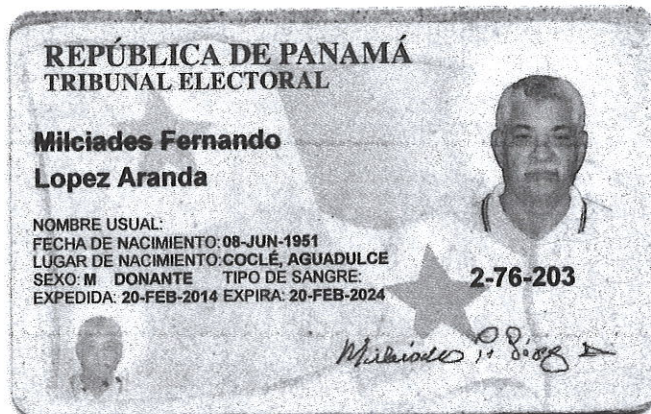 REPÚBLICA DE PANAMÁ
TRIBUNAL ELECTORAL
Milciades Fernando
Lopez Aranda
NOMBRE USUAL:
FECHA DE NACIMIENTO: 08-JUN-1951
LUGAR DE NACIMIENTO: COCLÉ, AGUADULCE
SEXO: M DONANTE TIPO DE SANGRE:
EXPEDIDA: 20-FEB-2014 EXPIRA: 20-FEB-2024
2-76-203
Milciades